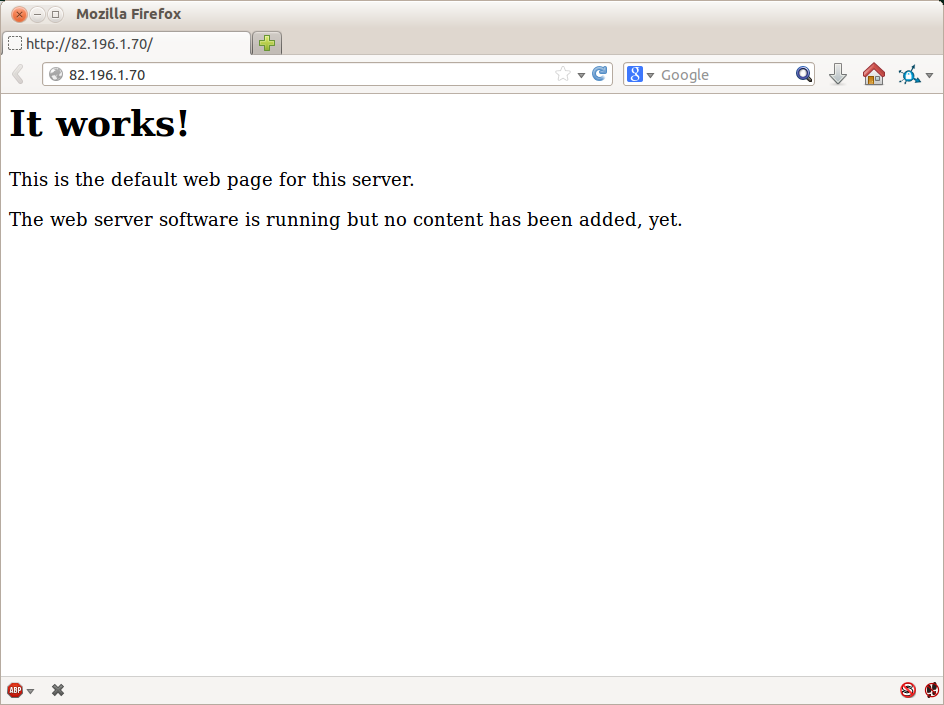 Mozilla Firefox
http://82.196.1.70/
82.196.1.70
8 Google
It works!
This is the default web page for this server.
The web server software is running but no content has been added, yet.
ABP